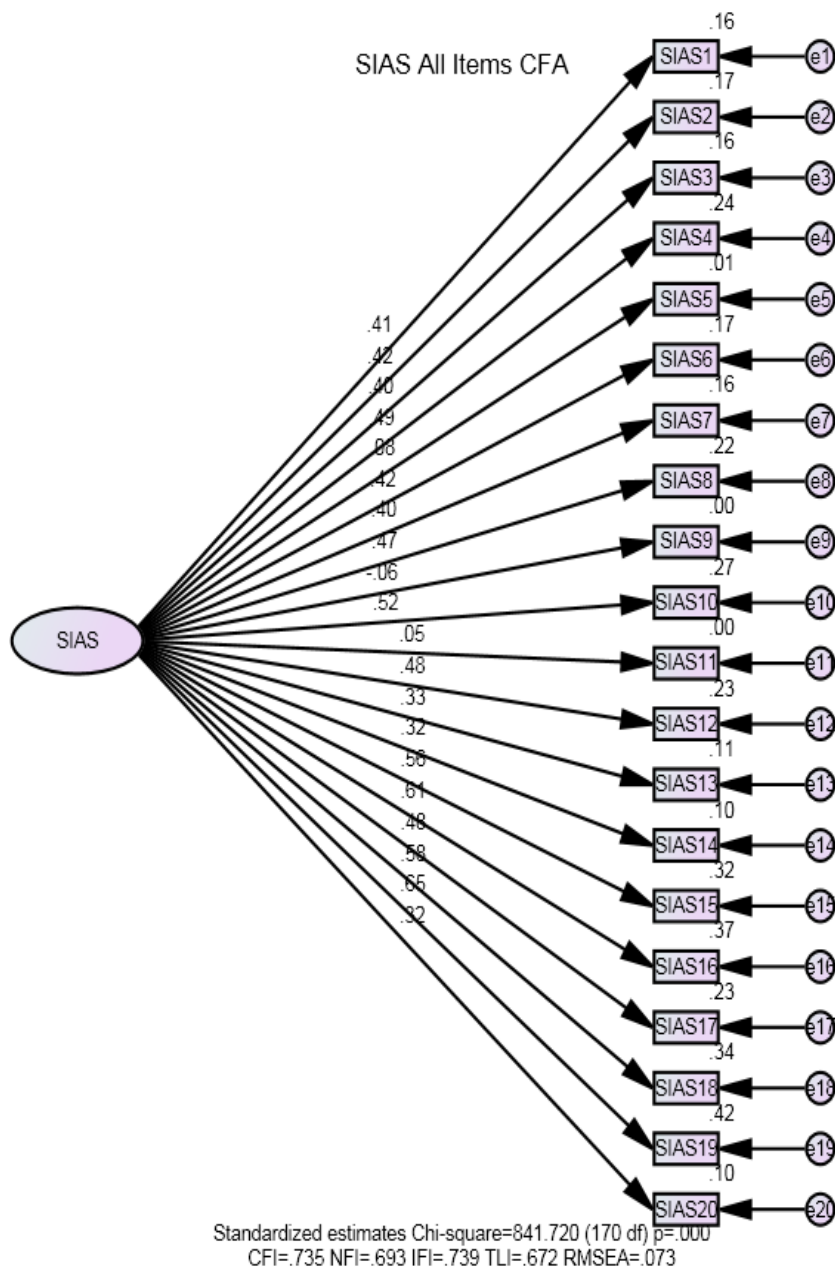 .16
SIAS All Items CFA
SIAS1 e1
.17
SIAS2 e2
.16
SIAS3 e3
.24
SIAS4 e4
.01
SIAS5 e5
.17
.41
SIAS6 e6
.42
.16
.40
SIAS7 e7
.49
.22
.08
SIAS8 e8
.42
.00
.40
SIAS9 e9
.47
.27
-.06
SIAS10 e10
.52
.00
.05
SIAS
SIAS11 e11
.48
.23
.33
SIAS12 e12
.32
.11
.56
SIAS13 e13
.61
.10
.48
SIAS14 e14
.58
.32
.65
SIAS15 e15
.32
.37
SIAS16 e16
.23
SIAS17 e17
.34
SIAS18 e18
.42
SIAS19 e19
.10
SIAS20 e20
Standardized estimates Chi-square=841.720 (170 df) p=.000
CFI=.735 NFI=.693 IFI=.739 TLI=.672 RMSEA=.073